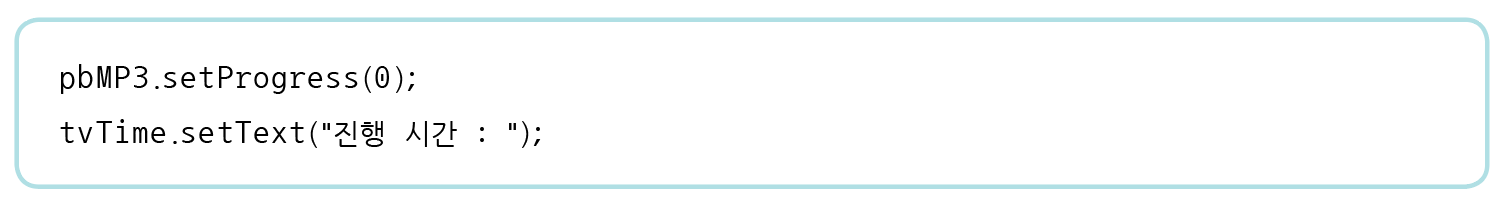 pbMP3.setProgress(0);
tvTime.setText("진행 시간 : ");